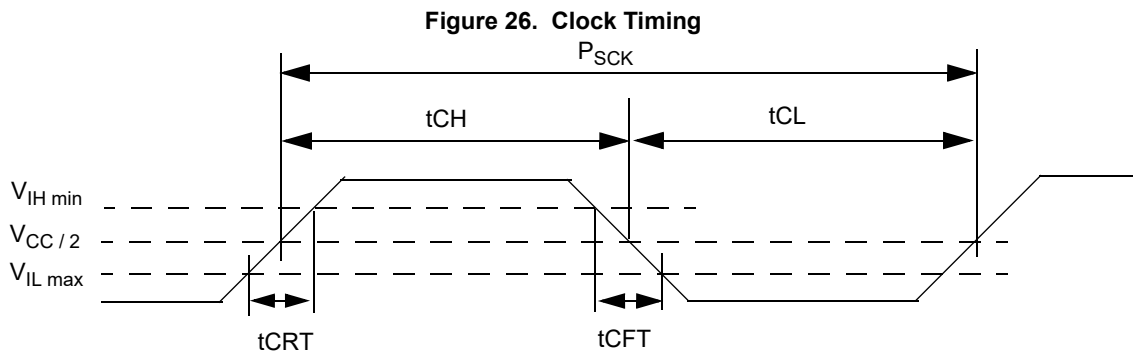 Figure 26. Clock Timing
PSCK
tCH
tCL
VIH min
VCC / 2
VIL max
tCRT
tCFT